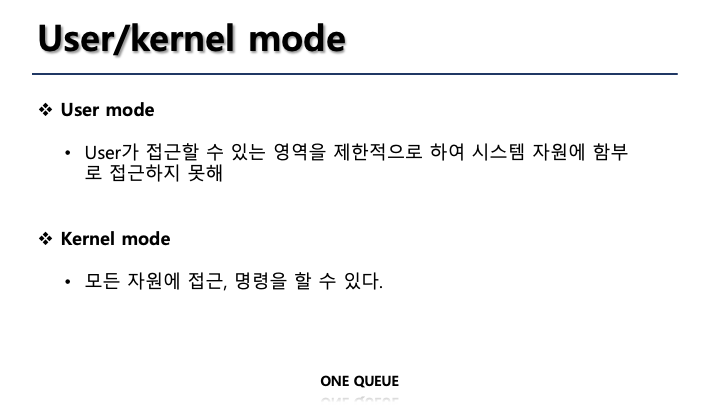 User/kernel mode
❖ User mode
• User가 접근할 수 있는 영역을 제한적으로 하여 시스템 자원에 함부
로 접근하지 못해
❖ Kernel mode
• 모든 자원에 접근, 명령을 할 수 있다.
ONE QUEUE